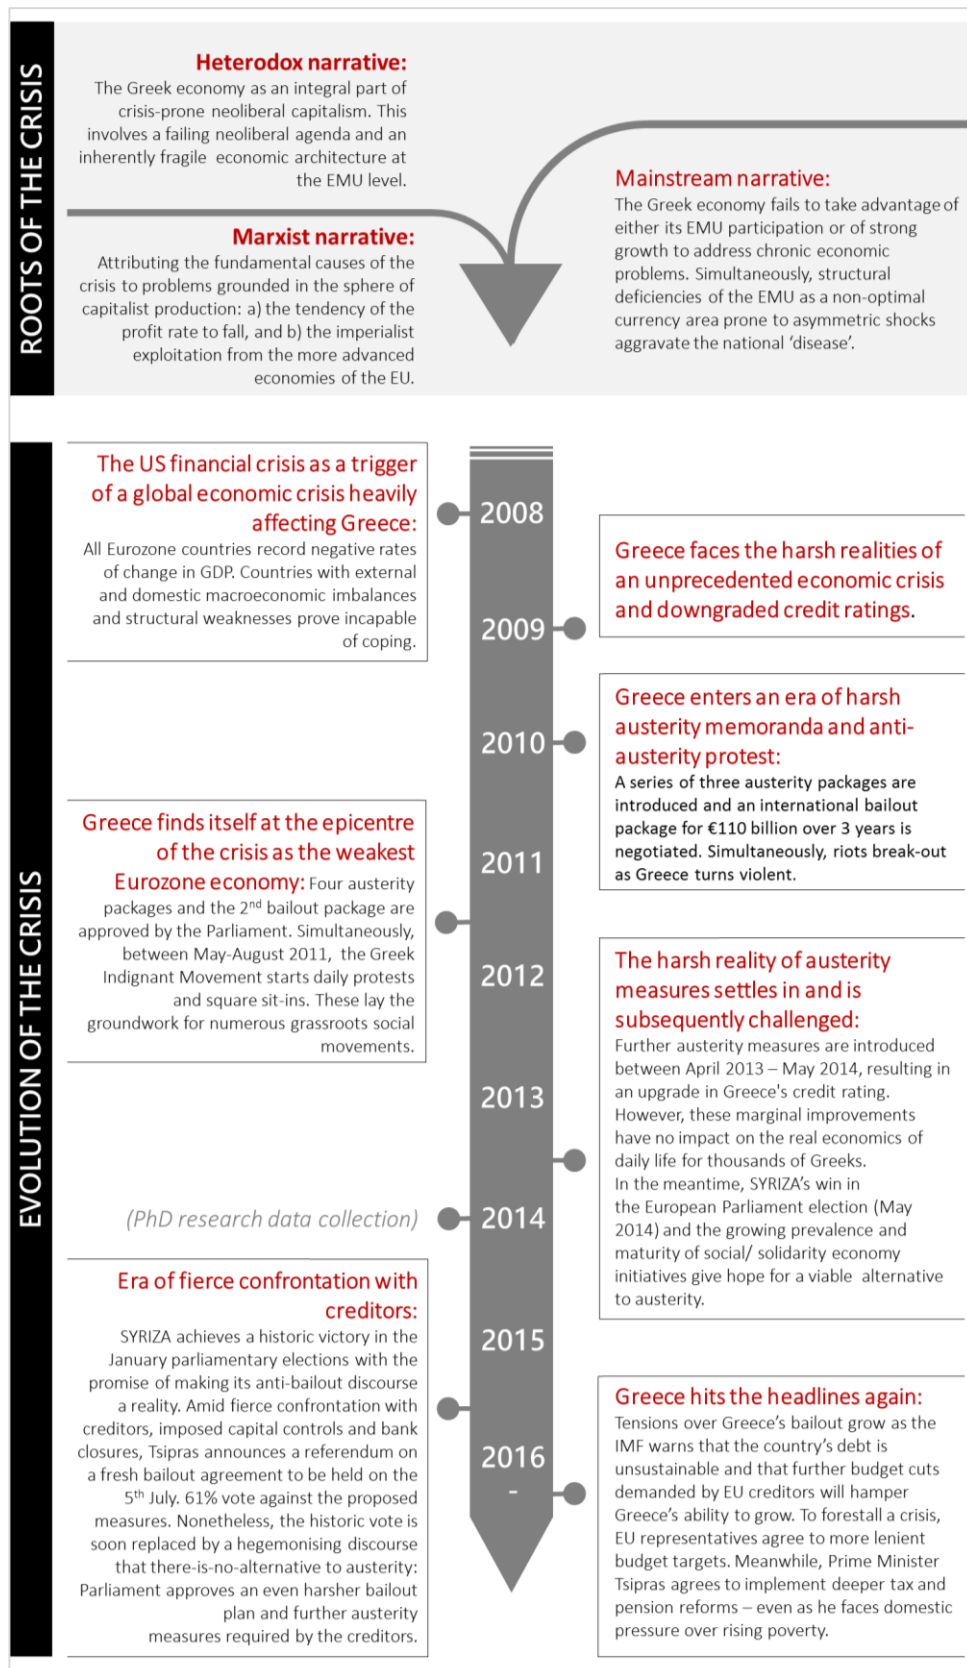 ROOTS OF THE CRISIS
Heterodox narrative:
The Greek economy as an integral part of
crisis-prone neoliberal capitalism. This
involves a failing neoliberal agenda and an
inherently fragile economic architecture at
the EMU level.
Marxist narrative:
Attributing the fundamental causes of the
crisis to problems grounded in the sphere of
capitalist production: a) the tendency of the
profit rate to fall, and b) the imperialist
exploitation from the more advanced
economies of the EU.
Mainstream narrative:
The Greek economy fails to take advantage of
either its EMU participation or of strong
growth to address chronic economic
problems. Simultaneously, structural
deficiencies of the EMU as a non-optimal
currency area prone to asymmetric shocks
aggravate the national ‘disease’.
EVOLUTION OF THE CRISIS
The US financial crisis as a trigger
of a global economic crisis heavily
affecting Greece:
All Eurozone countries record negative rates
of change in GDP. Countries with external
and domestic macroeconomic imbalances
and structural weaknesses prove incapable
of coping.
2008
2009
Greece faces the harsh realities of
an unprecedented economic crisis
and downgraded credit ratings.
2010
Greece enters an era of harsh
austerity memoranda and anti-
austerity protest:
A series of three austerity packages are
introduced and an international bailout
package for €110 billion over 3 years is
negotiated. Simultaneously, riots break-out
as Greece turns violent.
Greece finds itself at the epicentre
of the crisis as the weakest
Eurozone economy: Four austerity
packages and the 2nd bailout package are
approved by the Parliament. Simultaneously,
between May-August 2011, the Greek
Indignant Movement starts daily protests
and square sit-ins. These lay the
groundwork for numerous grassroots social
movements.
2011
2012
2013
The harsh reality of austerity
measures settles in and is
subsequently challenged:
Further austerity measures are introduced
between April 2013 – May 2014, resulting in
an upgrade in Greece's credit rating.
However, these marginal improvements
have no impact on the real economics of
daily life for thousands of Greeks.
In the meantime, SYRIZA’s win in
the European Parliament election (May
2014) and the growing prevalence and
maturity of social/ solidarity economy
initiatives give hope for a viable alternative
to austerity.
(PhD research data collection)
2014
Era of fierce confrontation with
creditors:
SYRIZA achieves a historic victory in the
January parliamentary elections with the
promise of making its anti-bailout discourse
a reality. Amid fierce confrontation with
creditors, imposed capital controls and bank
closures, Tsipras announces a referendum on
a fresh bailout agreement to be held on the
5th July. 61% vote against the proposed
measures. Nonetheless, the historic vote is
soon replaced by a hegemonising discourse
that there-is-no-alternative to austerity:
Parliament approves an even harsher bailout
plan and further austerity
measures required by the creditors.
2015
2016
-
Greece hits the headlines again:
Tensions over Greece’s bailout grow as the
IMF warns that the country’s debt is
unsustainable and that further budget cuts
demanded by EU creditors will hamper
Greece’s ability to grow. To forestall a crisis,
EU representatives agree to more lenient
budget targets. Meanwhile, Prime Minister
Tsipras agrees to implement deeper tax and
pension reforms – even as he faces domestic
pressure over rising poverty.